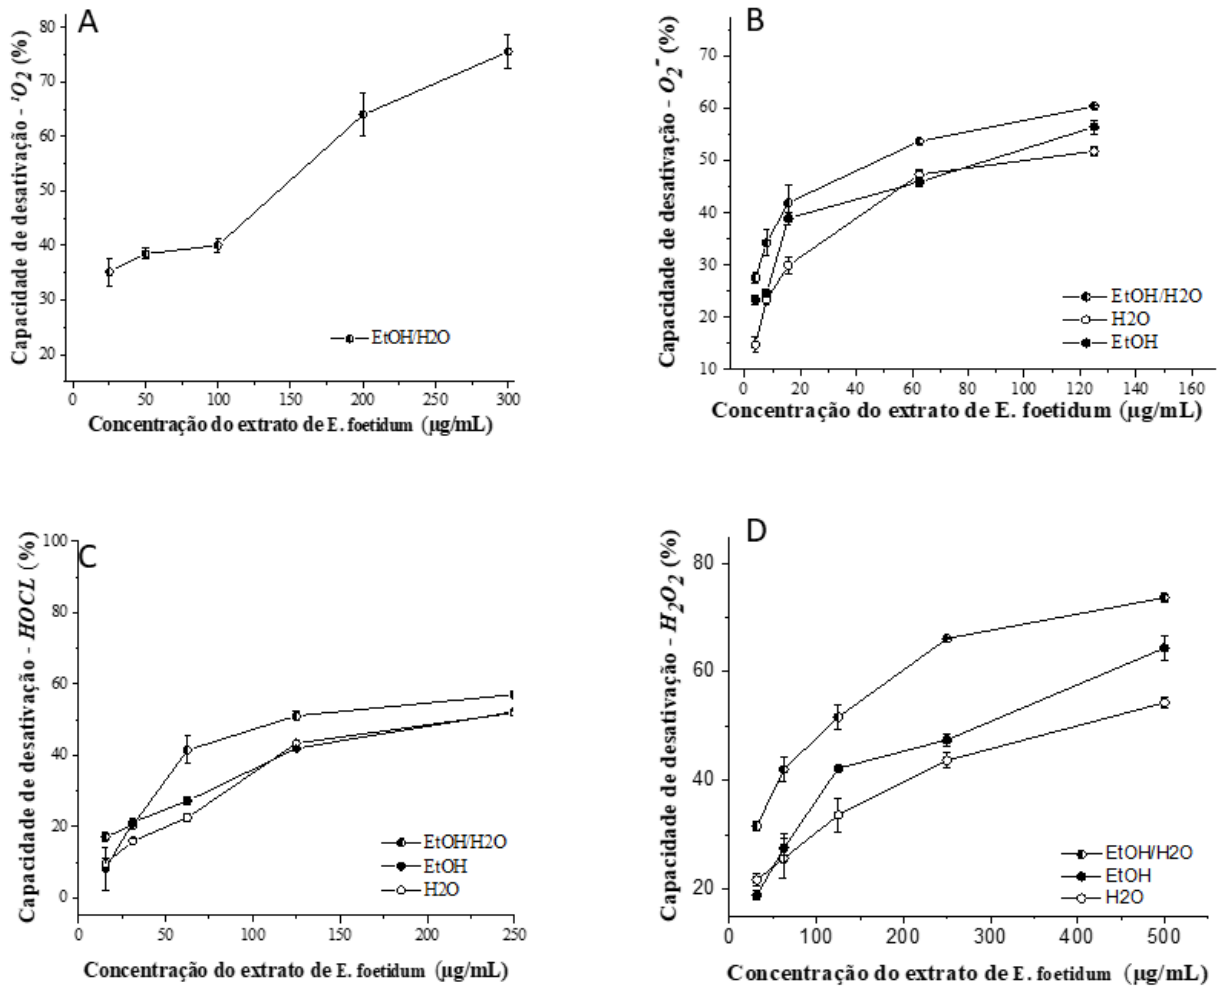 A
Capacidade de desativação - ¹O₂ (%)
80
70
60
50
40
30
20
EtOH/H2O
50
100
150
200
250
300
Concentração do extrato de E. foetidum (µg/mL)
B
Capacidade de desativação - O₂⁻ (%)
70
60
50
40
30
20
10
EtOH/H2O
H2O
EtOH
0
20
40
60
80
100
120
140
160
Concentração do extrato de E. foetidum (µg/mL)
C
Capacidade de desativação - HOCL (%)
100
80
60
40
20
0
EtOH/H2O
EtOH
H2O
0
50
100
150
200
250
Concentração do extrato de E. foetidum (µg/mL)
D
Capacidade de desativação - H₂O₂ (%)
80
60
40
20
EtOH/H2O
EtOH
H2O
0
100
200
300
400
500
Concentração do extrato de E. foetidum (µg/mL)